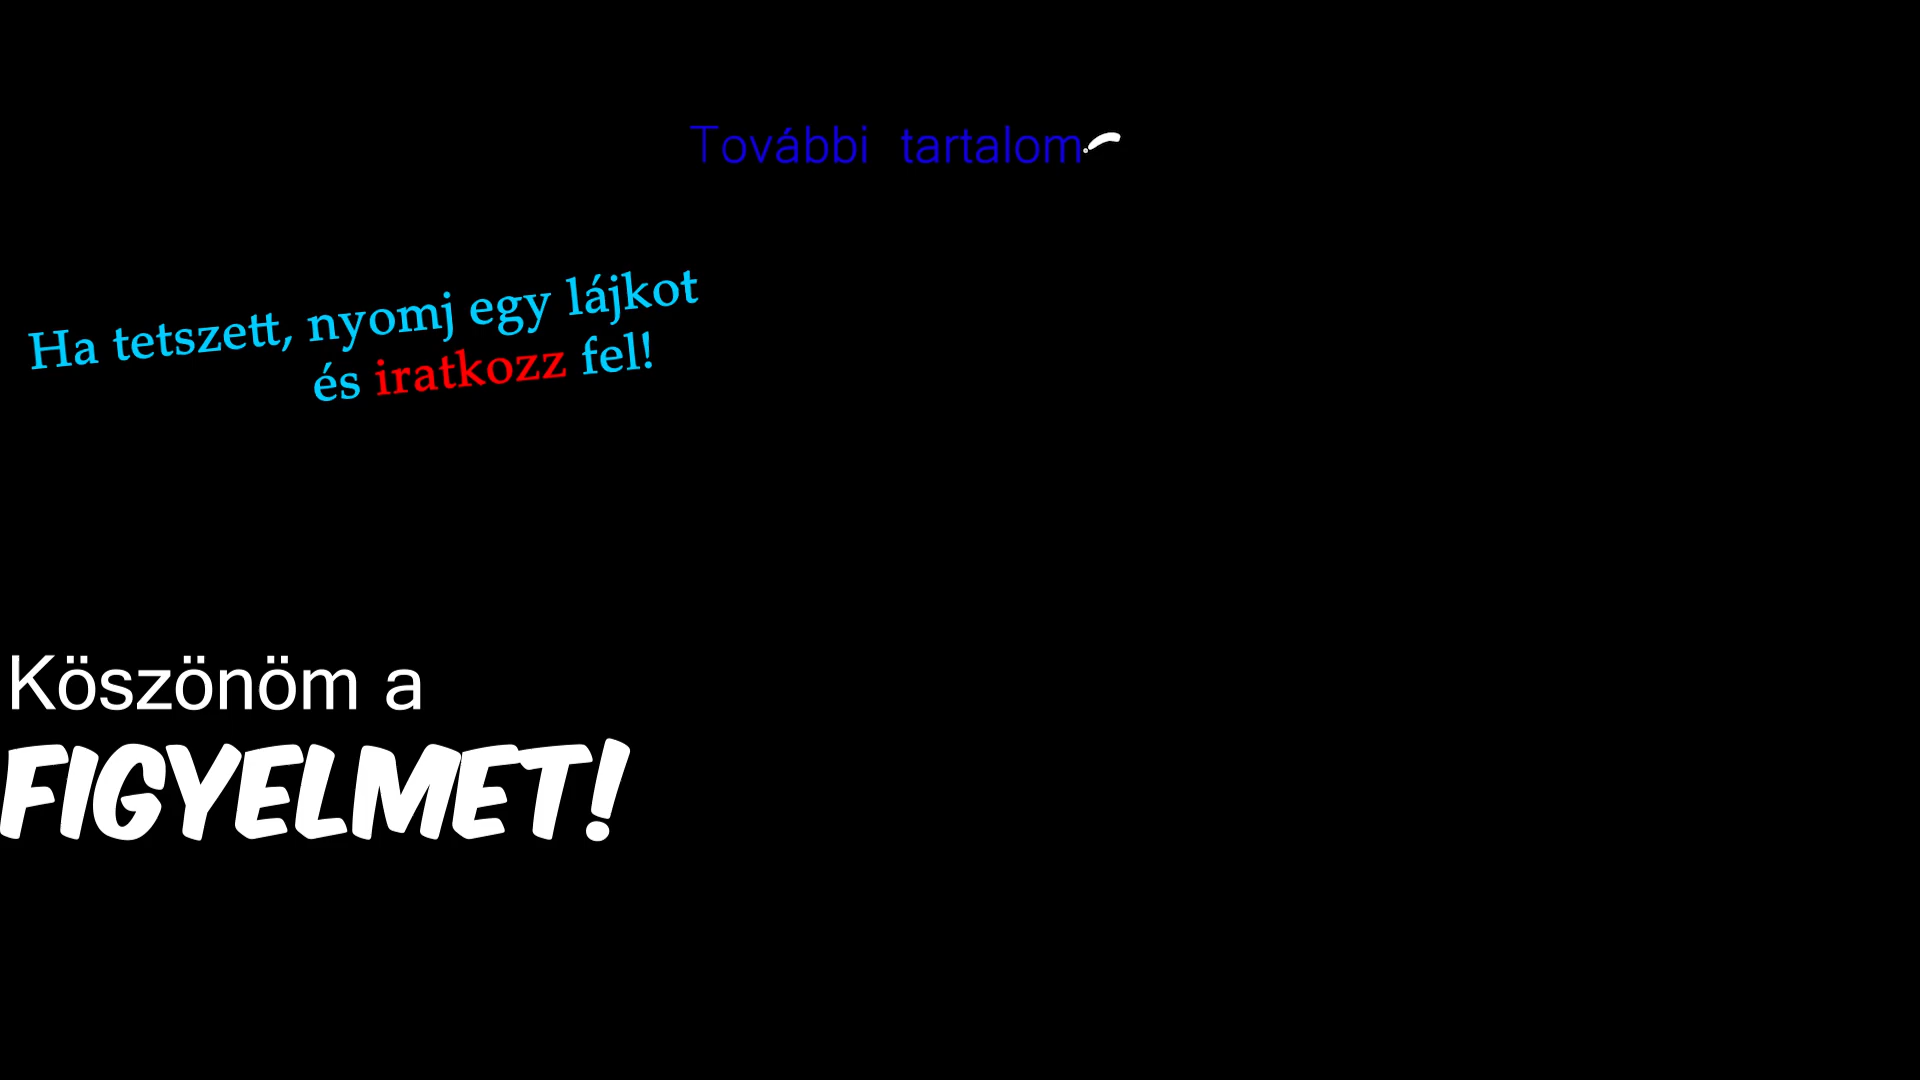 További tartalom
Ha tetszett, nyomj egy lájkot
és iratkozz fel!
Köszönöm a
FIGYELMET!